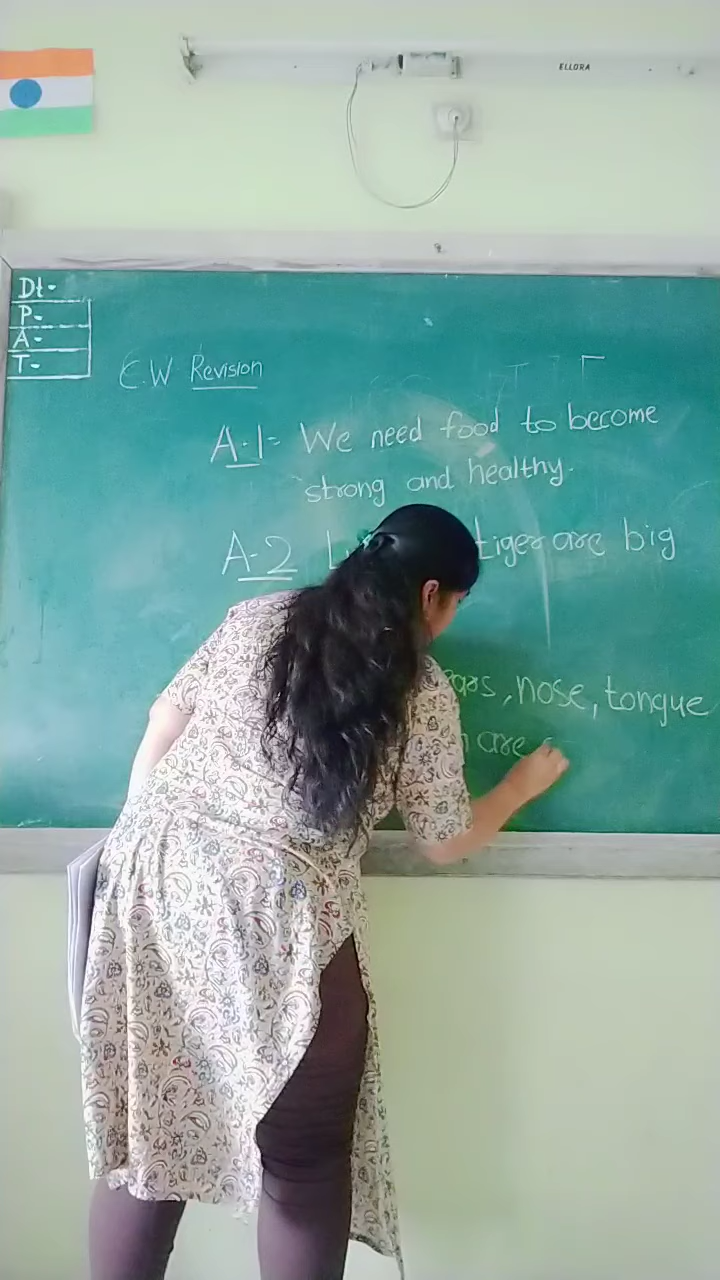 ELLORA
Dt-
P-
A-
T-
C.W Revision
A-1= We need food to become
strong and healthy.
A-2 tiger are big
nose, tongue
are